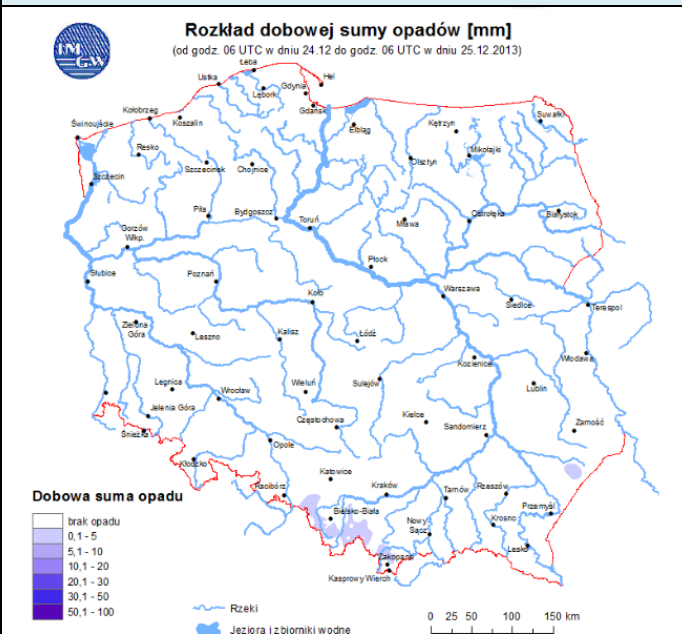 IM
GW
Rozkład dobowej sumy opadów [mm]
(od godz. 06 UTC w dniu 24.12 do godz. 06 UTC w dniu 25.12.2013)
Łeba
Ustka
Hel
Lębork
Gdynia
Gdańsk
Kołobrzeg
Koszalin
Suwałki
Świnoujście
Elbląg
Kętrzyn
Resko
Mikołajki
Olsztyn
Szczecinek
Chojnice
Szczecin
Piła
Bydgoszcz
Toruń
Mława
Ostrołęka
Białystok
Gorzów
Wlkp.
Płock
Słubice
Poznań
Koło
Warszawa
Siedlce
Terespol
Zielona
Góra
Leszno
Kalisz
Łódź
Kozienice
Włodawa
Legnica
Wrocław
Wieluń
Sulejów
Lublin
Jelenia Góra
Śnieżka
Częstochowa
Kielce
Sandomierz
Zamość
Opole
Kłodzko
Katowice
Racibórz
Kraków
Tarnów
Rzeszów
Przemyśl
Bielsko-Biała
Nowy
Sącz
Krosno
Lesko
Zakopane
Kasprowy Wierch
Dobowa suma opadu
brak opadu
0,1 - 5
5,1 - 10
10,1 - 20
20,1 - 30
30,1 - 50
50,1 - 100
Rzeki
Jeziora i zbiorniki wodne
0 25 50 100 150 km